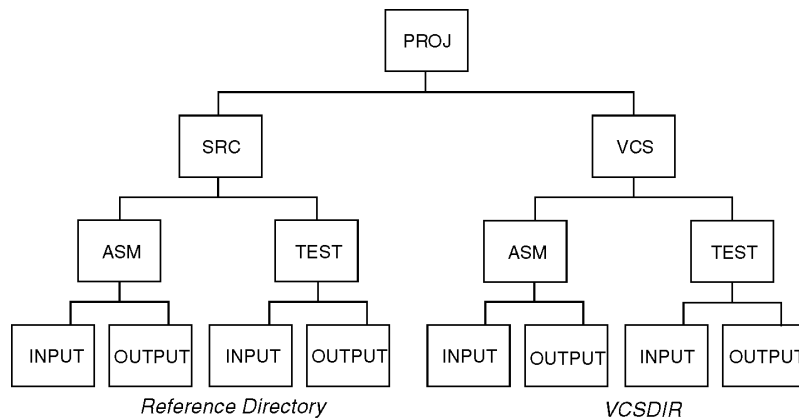 PROJ
SRC VCS
ASM TEST ASM TEST
INPUT OUTPUT INPUT OUTPUT INPUT OUTPUT INPUT OUTPUT
Reference Directory VCSDIR